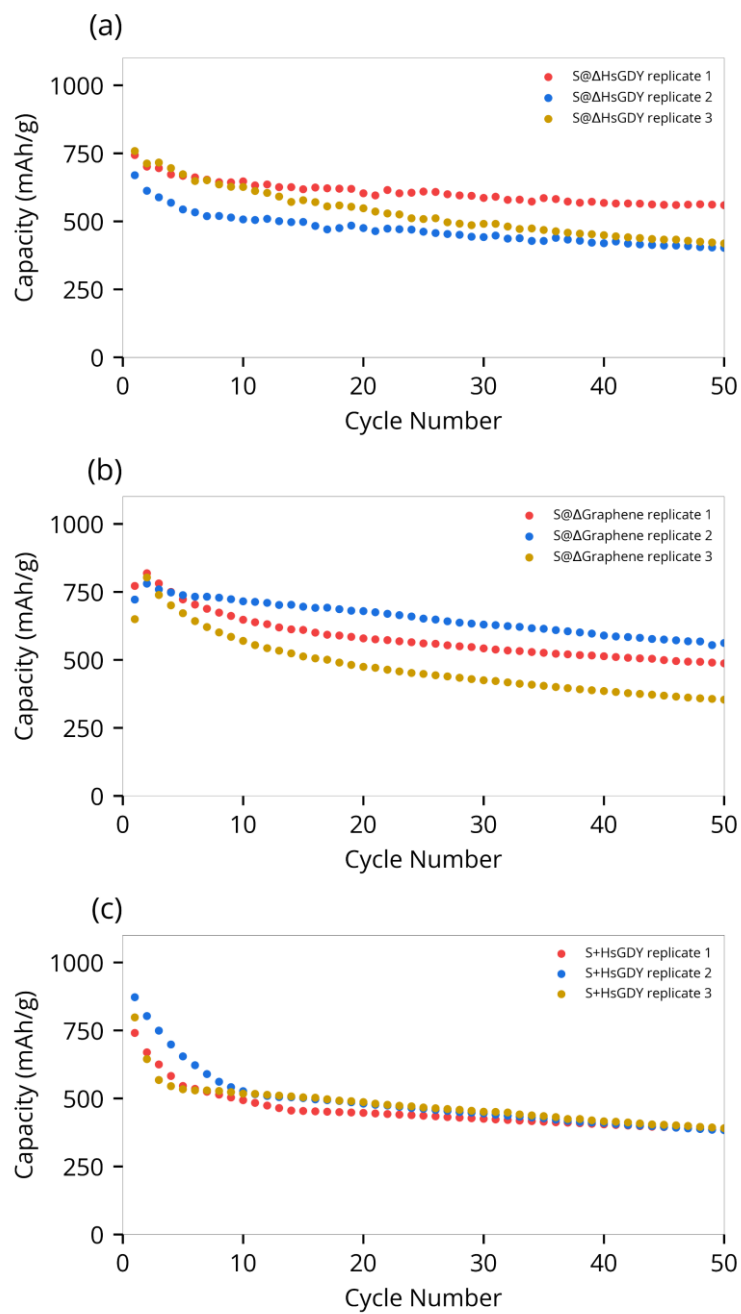 (a)
1000
750
500
250
0
Capacity (mAh/g)
S@ΔHsGDY replicate 1
S@ΔHsGDY replicate 2
S@ΔHsGDY replicate 3
0 10 20 30 40 50
Cycle Number
(b)
1000
750
500
250
0
Capacity (mAh/g)
S@ΔGraphene replicate 1
S@ΔGraphene replicate 2
S@ΔGraphene replicate 3
0 10 20 30 40 50
Cycle Number
(c)
1000
750
500
250
0
Capacity (mAh/g)
S+HsGDY replicate 1
S+HsGDY replicate 2
S+HsGDY replicate 3
0 10 20 30 40 50
Cycle Number